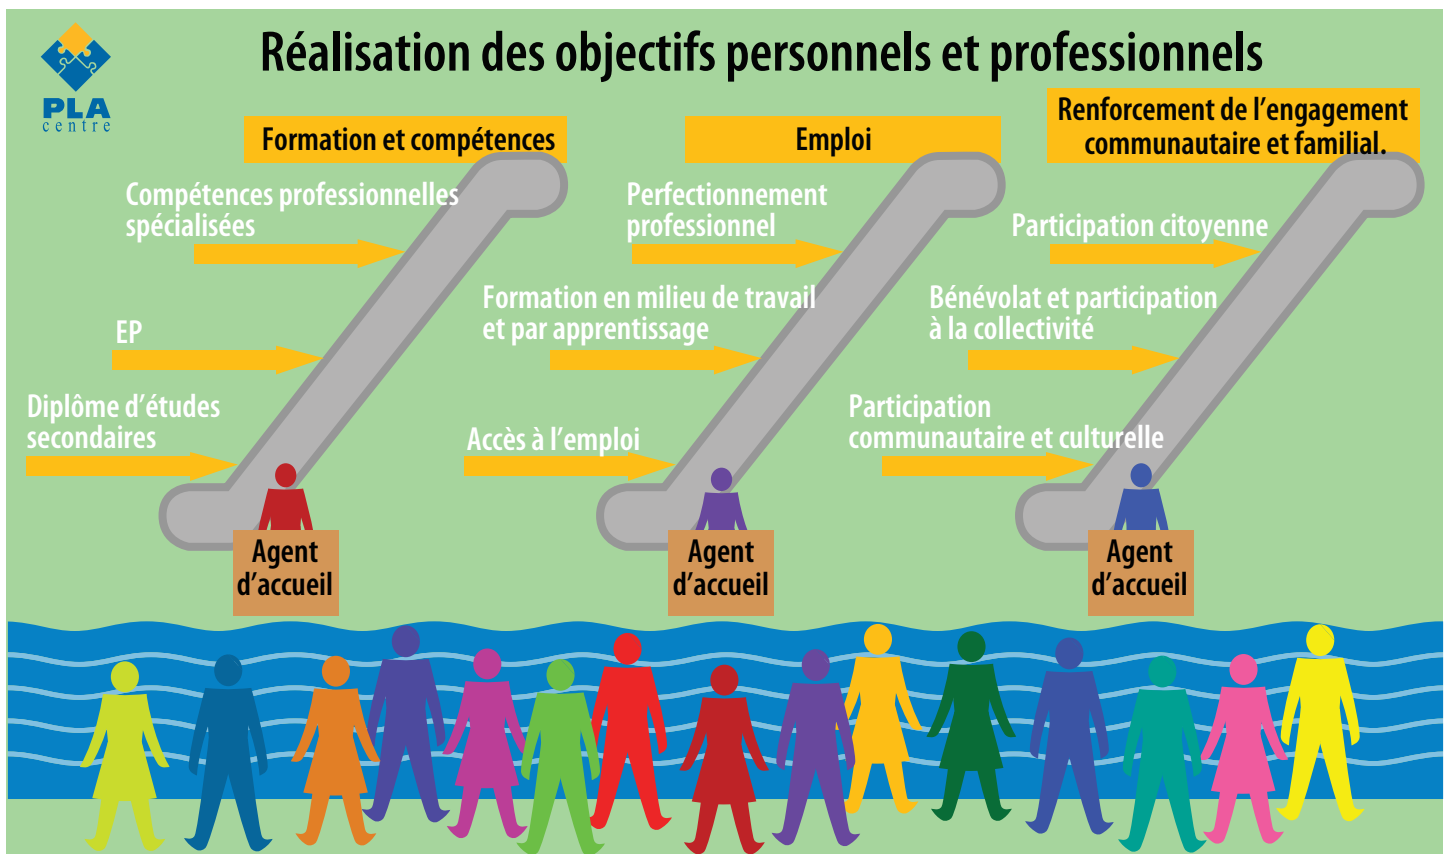 PLA
centre
Réalisation des objectifs personnels et professionnels
Formation et compétences
Compétences professionnelles
spécialisées
EP
Diplôme d'études
secondaires
Agent
d'accueil
Emploi
Perfectionnement
professionnel
Formation en milieu de travail
et par apprentissage
Accès à l'emploi
Agent
d'accueil
Renforcement de l'engagement
communautaire et familial.
Participation citoyenne
Bénévolat et participation
à la collectivité
Participation
communautaire et culturelle
Agent
d'accueil